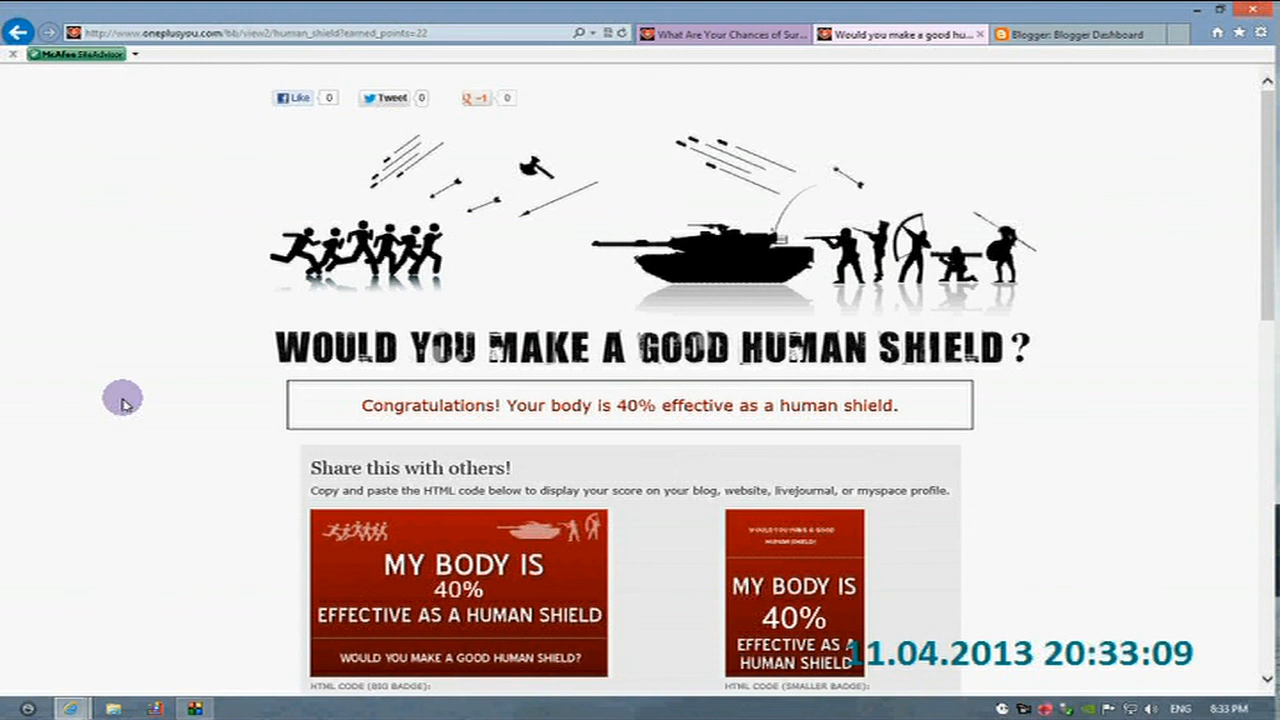 http://www.oneplusyou.com/bb/view2/human_shield?earned_points=22
What Are Your Chances of Sur...
Would you make a good hu...
Blogger: Blogger Dashboard
McAfee SiteAdvisor
Like 0
Tweet 0
0
WOULD YOU MAKE A GOOD HUMAN SHIELD?
Congratulations! Your body is 40% effective as a human shield.
Share this with others!
Copy and paste the HTML code below to display your score on your blog, website, livejournal, or myspace profile.
MY BODY IS
40%
EFFECTIVE AS A HUMAN SHIELD
WOULD YOU MAKE A GOOD HUMAN SHIELD?
HTML CODE (BIG BADGE):
WOULD YOU MAKE A GOOD
HUMAN SHIELD?
MY BODY IS
40%
EFFECTIVE AS A
HUMAN SHIELD
HTML CODE (SMALLER BADGE):
11.04.2013 20:33:09
ENG
8:33 PM